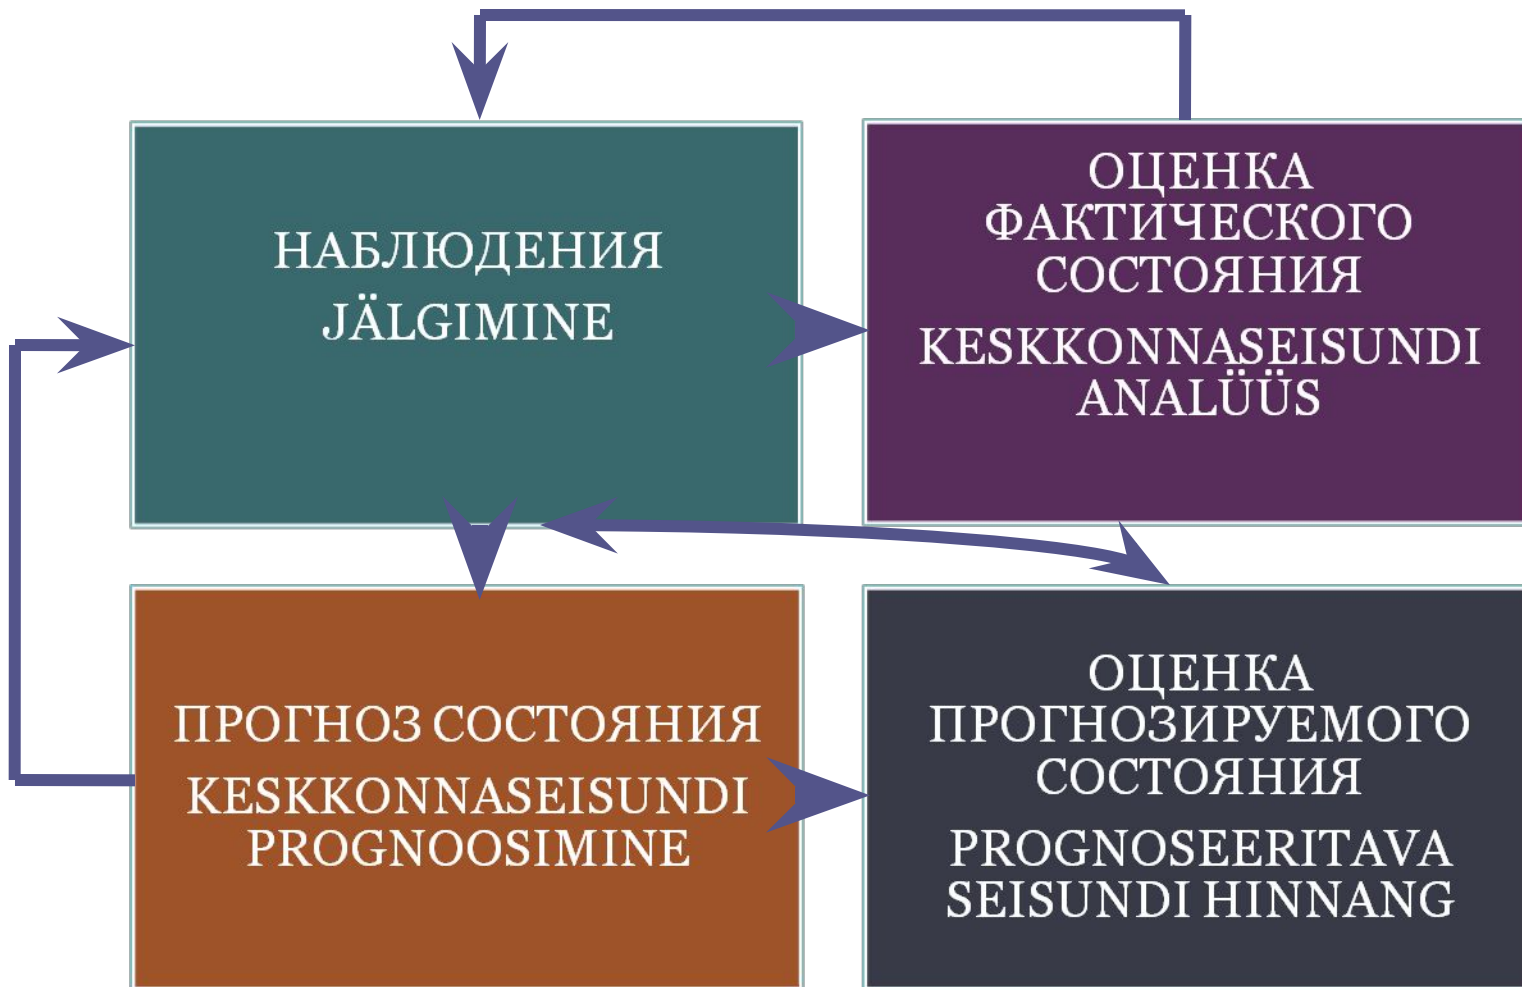 НАБЛЮДЕНИЯ
JÄLGIMINE
ОЦЕНКА
ФАКТИЧЕСКОГО
СОСТОЯНИЯ
KESKKONNASEISUNDI
ANALÜÜS
ПРОГНОЗ СОСТОЯНИЯ
KESKKONNASEISUNDI
PROGNOOSIMINE
ОЦЕНКА
ПРОГНОЗИРУЕМОГО
СОСТОЯНИЯ
PROGNOSEERITAVA
SEISUNDI HINNANG